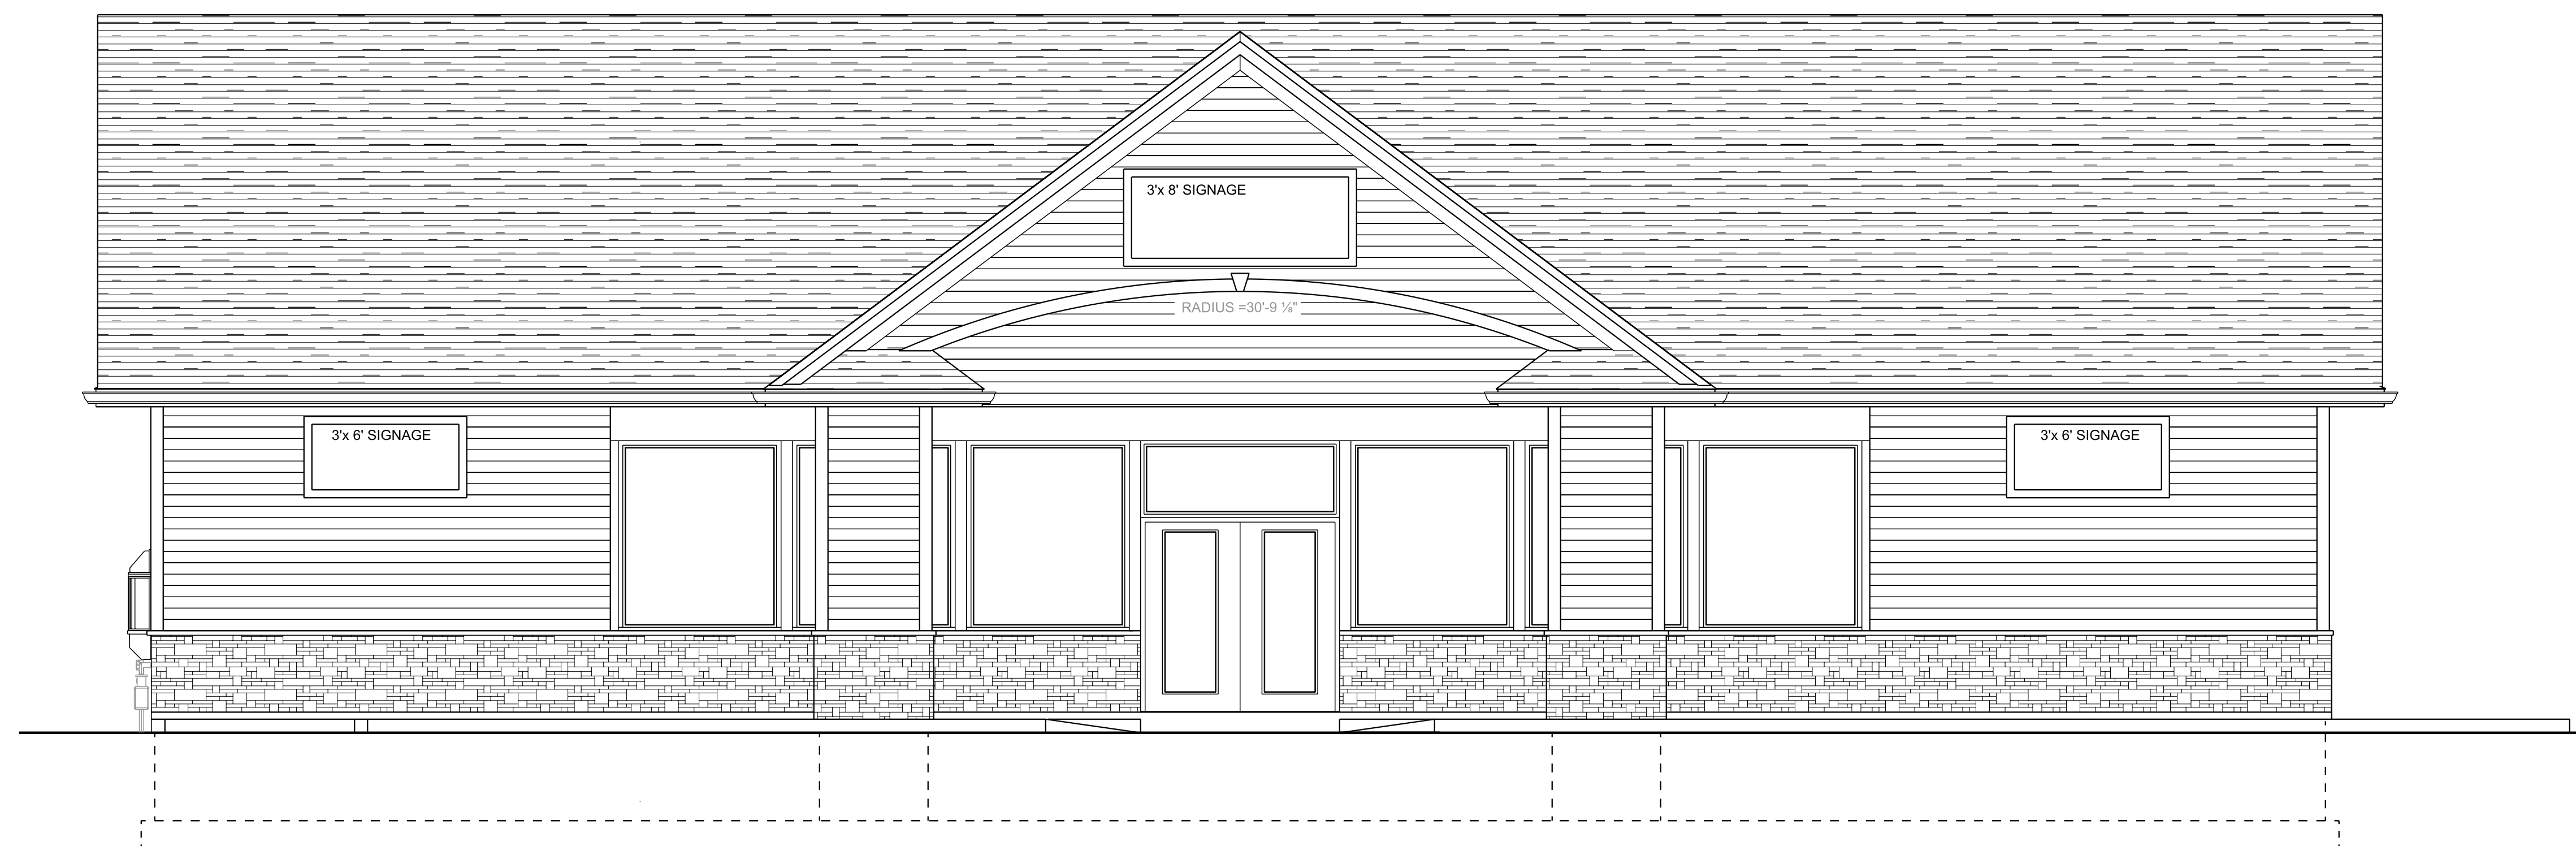 3'x 8' SIGNAGE
RADIUS =30'-9 ⅛"
3'x 6' SIGNAGE
3'x 6' SIGNAGE